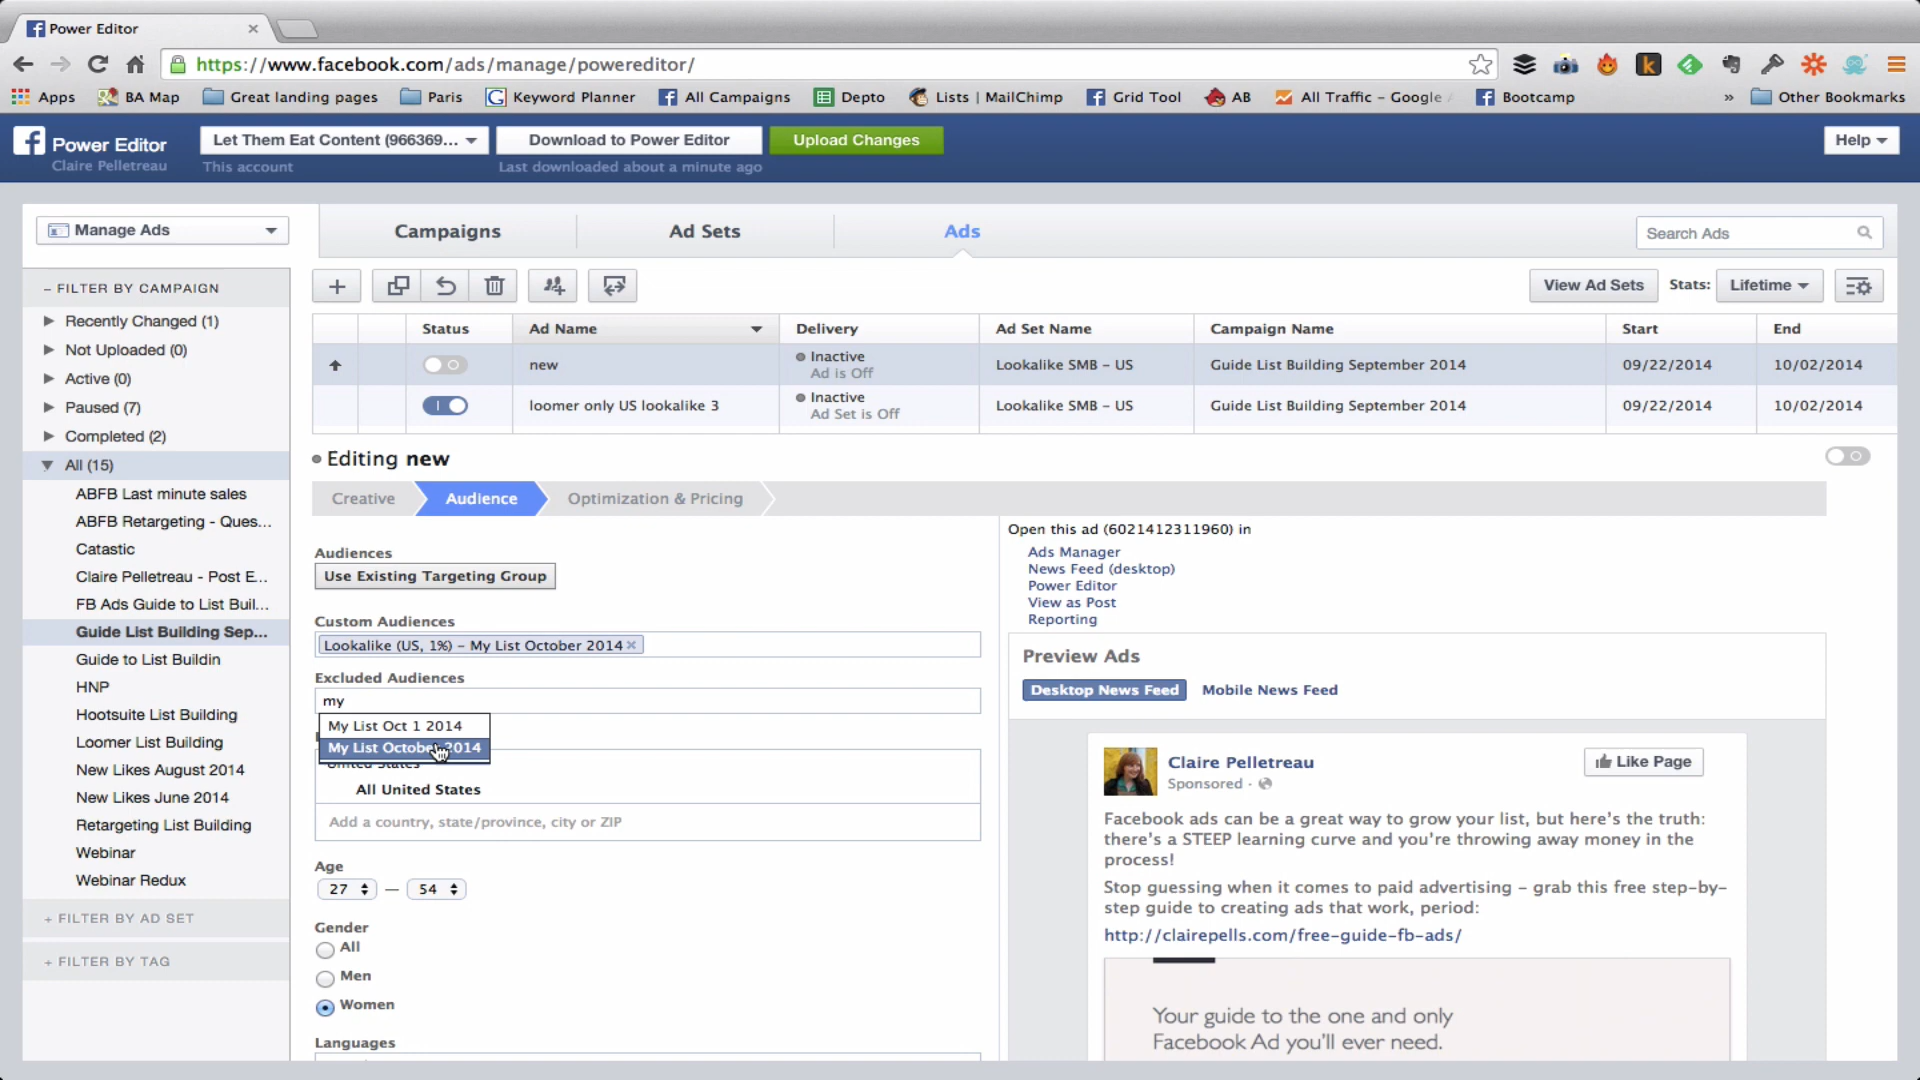 Power Editor
https://www.facebook.com/ads/manage/powereditor/
Apps BA Map Great landing pages Paris Keyword Planner All Campaigns Depto Lists | MailChimp Grid Tool AB All Traffic – Google Bootcamp » Other Bookmarks
Power Editor
Claire Pelletreau
Let Them Eat Content (966369...
This account
Download to Power Editor
Last downloaded about a minute ago
Upload Changes
Help
Manage Ads
Campaigns Ad Sets Ads
Search Ads
View Ad Sets Stats: Lifetime
– FILTER BY CAMPAIGN
Recently Changed (1)
Not Uploaded (0)
Active (0)
Paused (7)
Completed (2)
All (15)
ABFB Last minute sales
ABFB Retargeting - Ques...
Catastic
Claire Pelletreau - Post E...
FB Ads Guide to List Buil...
Guide List Building Sep...
Guide to List Buildin
HNP
Hootsuite List Building
Loomer List Building
New Likes August 2014
New Likes June 2014
Retargeting List Building
Webinar
Webinar Redux
+ FILTER BY AD SET
+ FILTER BY TAG
Status Ad Name Delivery Ad Set Name Campaign Name Start End
new Inactive Lookalike SMB – US Guide List Building September 2014 09/22/2014 10/02/2014
Ad is Off
loomer only US lookalike 3 Inactive Lookalike SMB – US Guide List Building September 2014 09/22/2014 10/02/2014
Ad Set is Off
Editing new
Creative Audience Optimization & Pricing
Audiences
Use Existing Targeting Group
Custom Audiences
Lookalike (US, 1%) – My List October 2014
Excluded Audiences
my
My List Oct 1 2014
My List October 2014
United States
All United States
Add a country, state/province, city or ZIP
Age
27 — 54
Gender
All
Men
Women
Languages
Open this ad (6021412311960) in
Ads Manager
News Feed (desktop)
Power Editor
View as Post
Reporting
Preview Ads
Desktop News Feed Mobile News Feed
Claire Pelletreau
Sponsored ·
Like Page
Facebook ads can be a great way to grow your list, but here's the truth:
there's a STEEP learning curve and you're throwing away money in the
process!
Stop guessing when it comes to paid advertising – grab this free step-by-
step guide to creating ads that work, period:
http://clairepells.com/free-guide-fb-ads/
Your guide to the one and only
Facebook Ad you'll ever need.